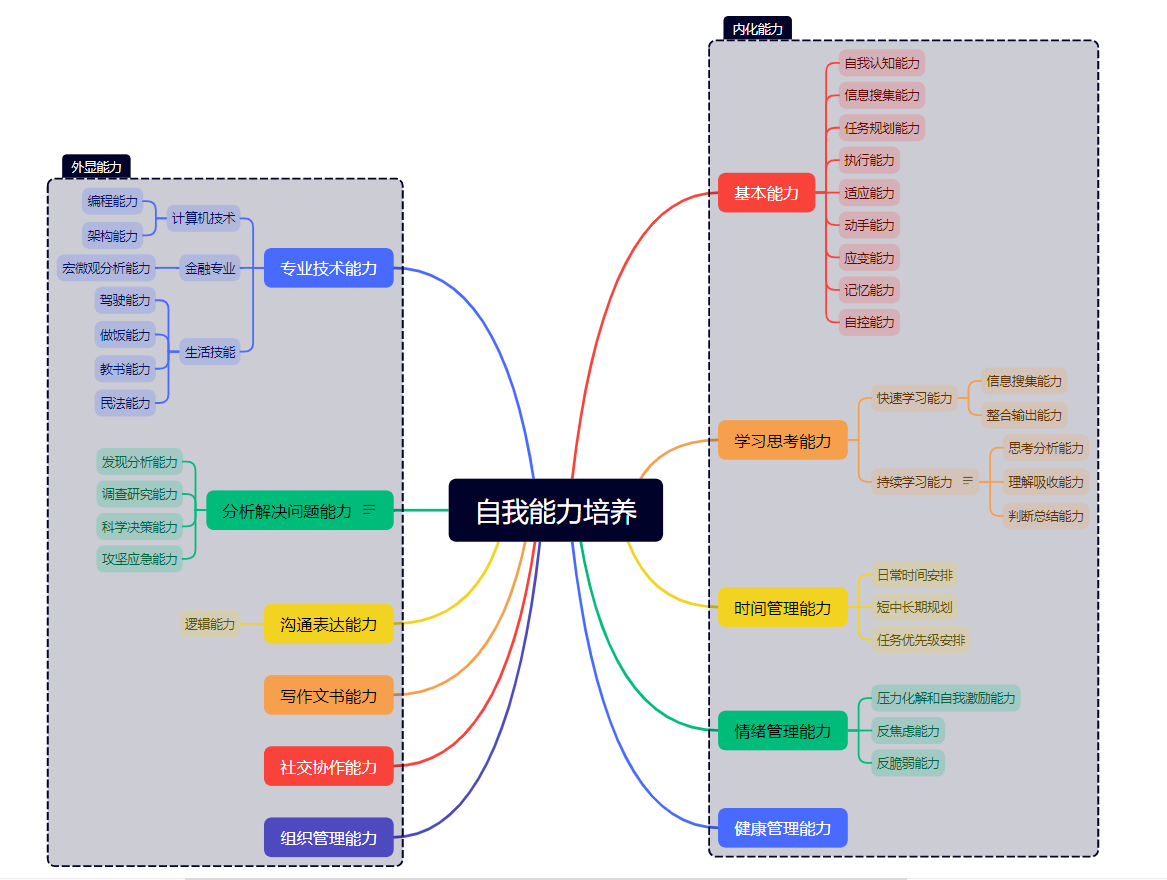 自我能力培养
内化能力
基本能力
自我认知能力
信息搜集能力
任务规划能力
执行能力
适应能力
动手能力
应变能力
记忆能力
自控能力
学习思考能力
快速学习能力
信息搜集能力
整合输出能力
持续学习能力
思考分析能力
理解吸收能力
判断总结能力
时间管理能力
日常时间安排
短中长期规划
任务优先级安排
情绪管理能力
压力化解和自我激励能力
反焦虑能力
反脆弱能力
健康管理能力
外显能力
专业技术能力
计算机技术
编程能力
架构能力
金融专业
宏微观分析能力
生活技能
驾驶能力
做饭能力
教书能力
民法能力
分析解决问题能力
发现分析能力
调查研究能力
科学决策能力
攻坚应急能力
沟通表达能力
逻辑能力
写作文书能力
社交协作能力
组织管理能力